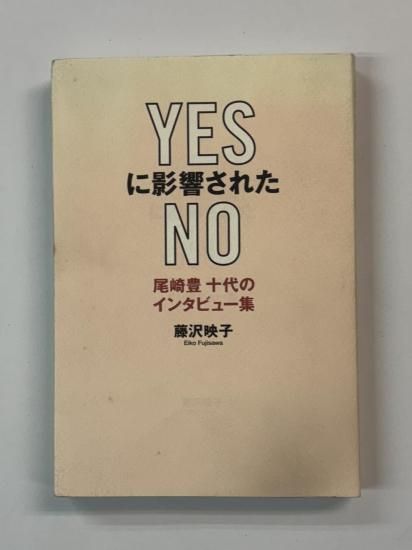 YES
に影響された
NO
尾崎豊 十代の
インタビュー集
藤沢映子
Eiko Fujisawa